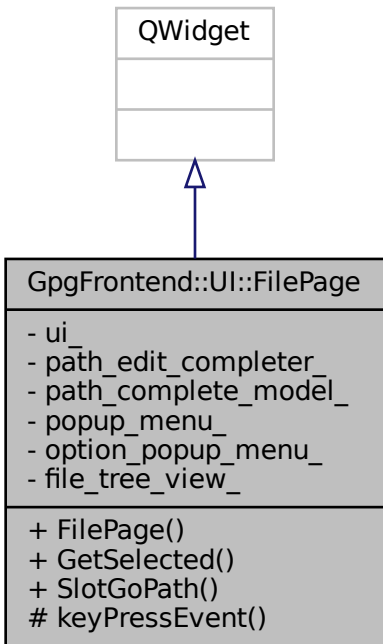 QWidget
GpgFrontend::UI::FilePage
- ui_
- path_edit_completer_
- path_complete_model_
- popup_menu_
- option_popup_menu_
- file_tree_view_
+ FilePage()
+ GetSelected()
+ SlotGoPath()
# keyPressEvent()